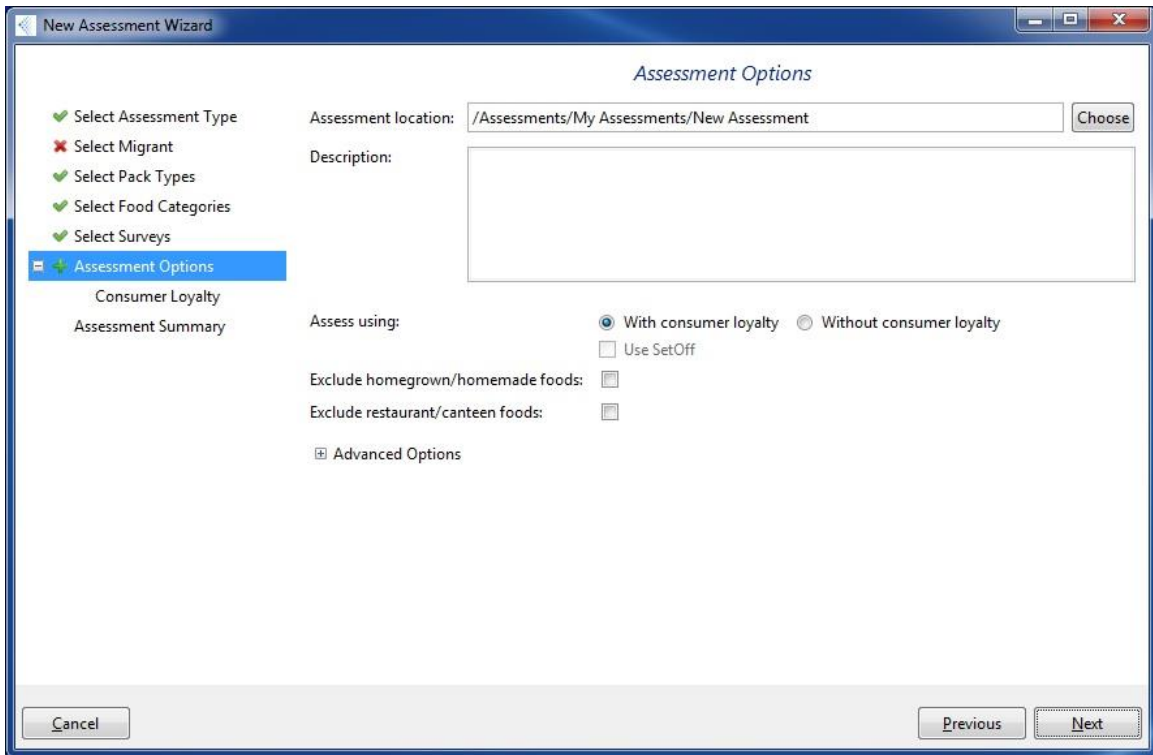 New Assessment Wizard
Assessment Options
Select Assessment Type
Select Migrant
Select Pack Types
Select Food Categories
Select Surveys
Assessment Options
Consumer Loyalty
Assessment Summary
Assessment location: /Assessments/My Assessments/New Assessment Choose
Description:
Assess using: With consumer loyalty Without consumer loyalty
Use SetOff
Exclude homegrown/homemade foods:
Exclude restaurant/canteen foods:
Advanced Options
Cancel Previous Next